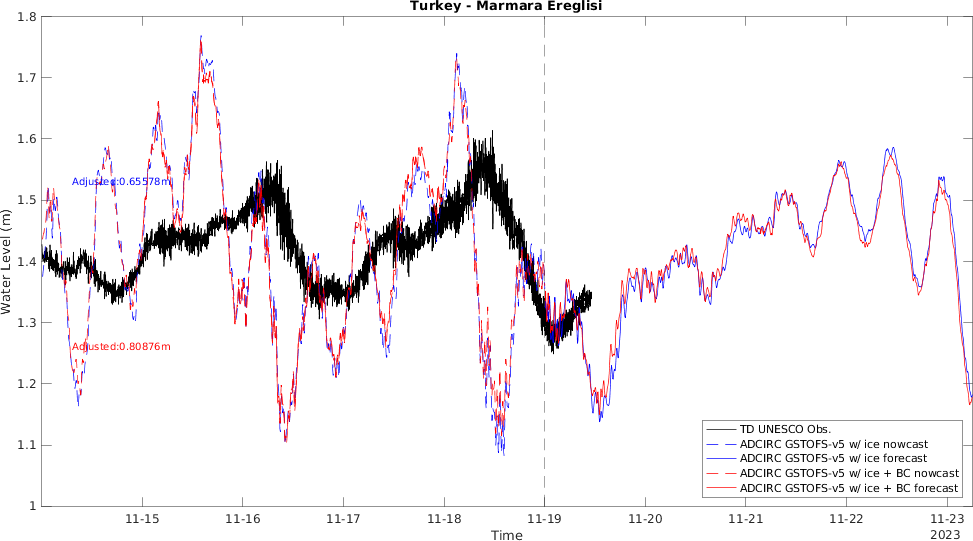 Turkey - Marmara Ereglisi
1.8
1.7
1.6
1.5
1.4
1.3
1.2
1.1
1
Water Level (m)
Adjusted:0.65578m
Adjusted:0.80876m
TD UNESCO Obs.
ADCIRC GSTOFS-v5 w/ ice nowcast
ADCIRC GSTOFS-v5 w/ ice forecast
ADCIRC GSTOFS-v5 w/ ice + BC nowcast
ADCIRC GSTOFS-v5 w/ ice + BC forecast
11-15 11-16 11-17 11-18 11-19 11-20 11-21 11-22 11-23
2023
Time